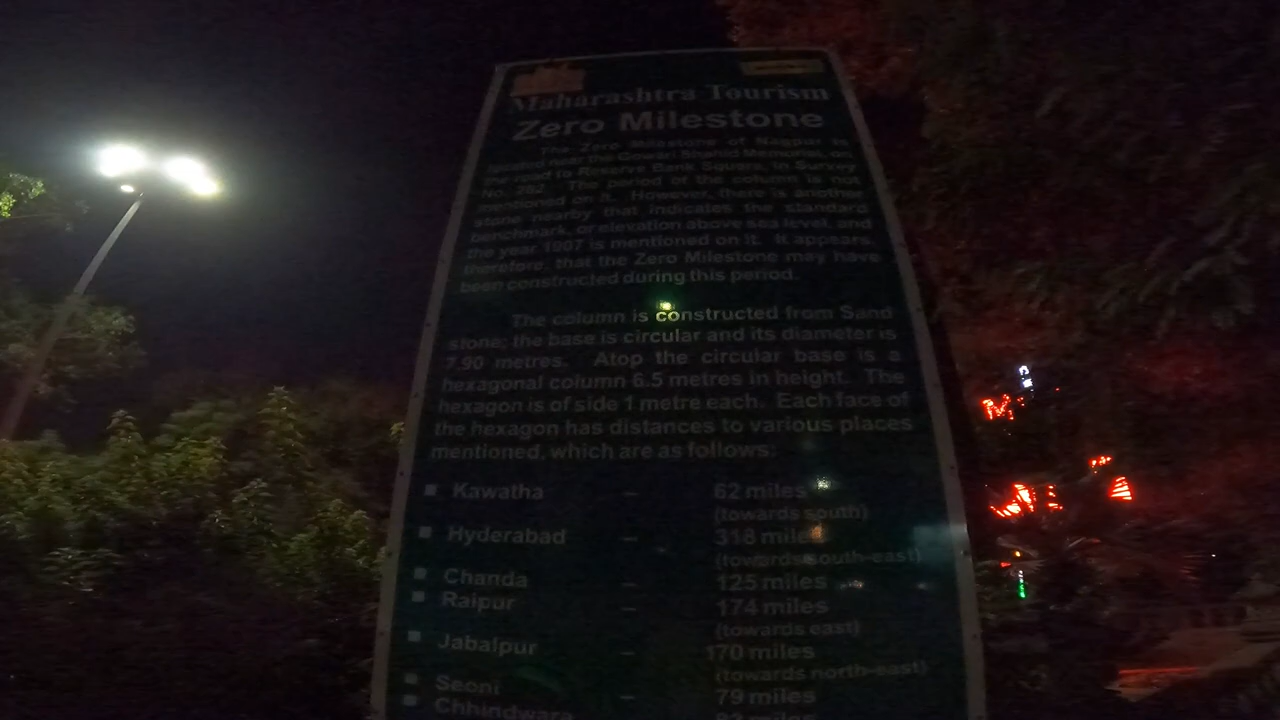 Maharashtra Tourism
Zero Milestone
The Zero Milestone of Nagpur is
located near the Gowari Shahid Memorial, on
the road to Reserve Bank Square, in Survey
No. 282. The period of the column is not
mentioned on it. However, there is another
stone nearby that indicates the standard
benchmark, or elevation above sea level, and
the year 1907 is mentioned on it. It appears,
therefore, that the Zero Milestone may have
been constructed during this period.
The column is constructed from Sand
stone; the base is circular and its diameter is
7.90 metres. Atop the circular base is a
hexagonal column 6.5 metres in height. The
hexagon is of side 1 metre each. Each face of
the hexagon has distances to various places
mentioned, which are as follows:
Kawatha – 62 miles
(towards south)
Hyderabad – 318 miles
(towards south-east)
Chanda – 125 miles
Raipur – 174 miles
(towards east)
Jabalpur – 170 miles
(towards north-east)
Seoni – 79 miles
Chhindwara 83 miles